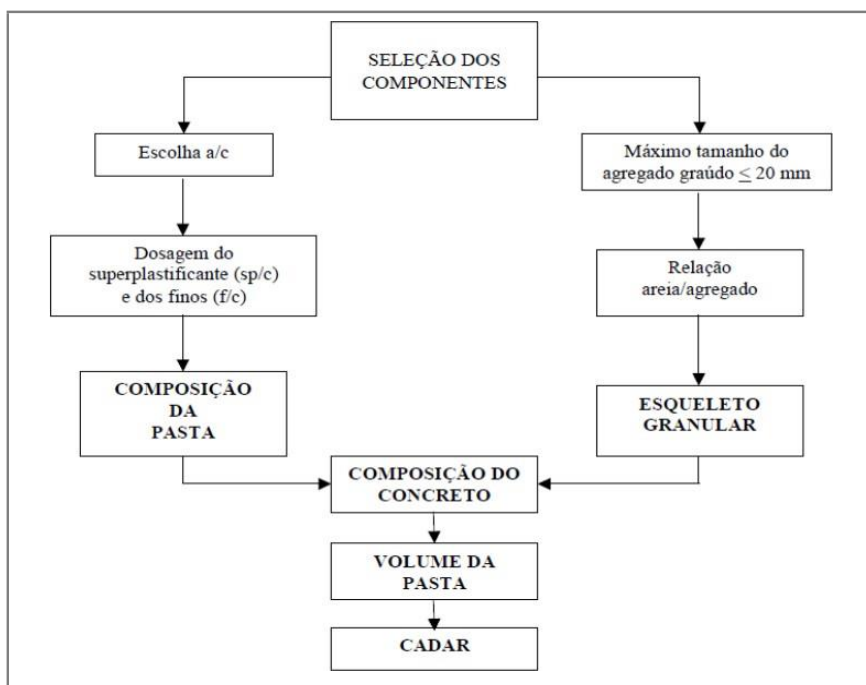 SELEÇÃO DOS
COMPONENTES
Escolha a/c
Máximo tamanho do
agregado graúdo ≤ 20 mm
Dosagem do
superplastificante (sp/c)
e dos finos (f/c)
Relação
areia/agregado
COMPOSIÇÃO
DA
PASTA
ESQUELETO
GRANULAR
COMPOSIÇÃO DO
CONCRETO
VOLUME DA
PASTA
CADAR